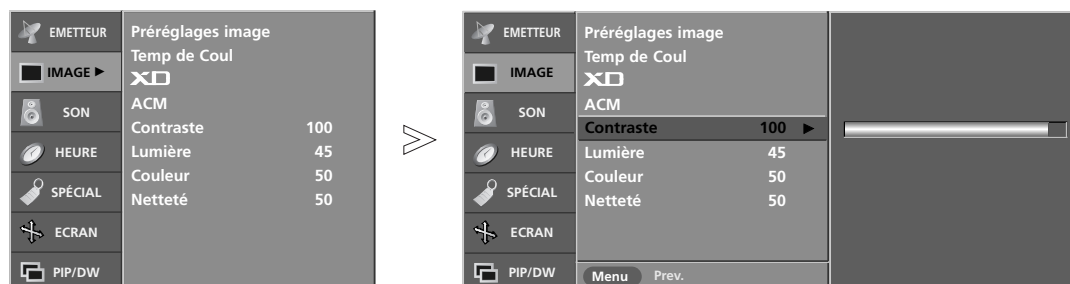 EMETTEUR
IMAGE ►
SON
HEURE
SPÉCIAL
ECRAN
PIP/DW
Préréglages image
Temp de Coul
XD
ACM
Contraste 100
Lumière 45
Couleur 50
Netteté 50
EMETTEUR
IMAGE
SON
HEURE
SPÉCIAL
ECRAN
PIP/DW
Préréglages image
Temp de Coul
XD
ACM
Contraste 100 ►
Lumière 45
Couleur 50
Netteté 50
Menu Prev.